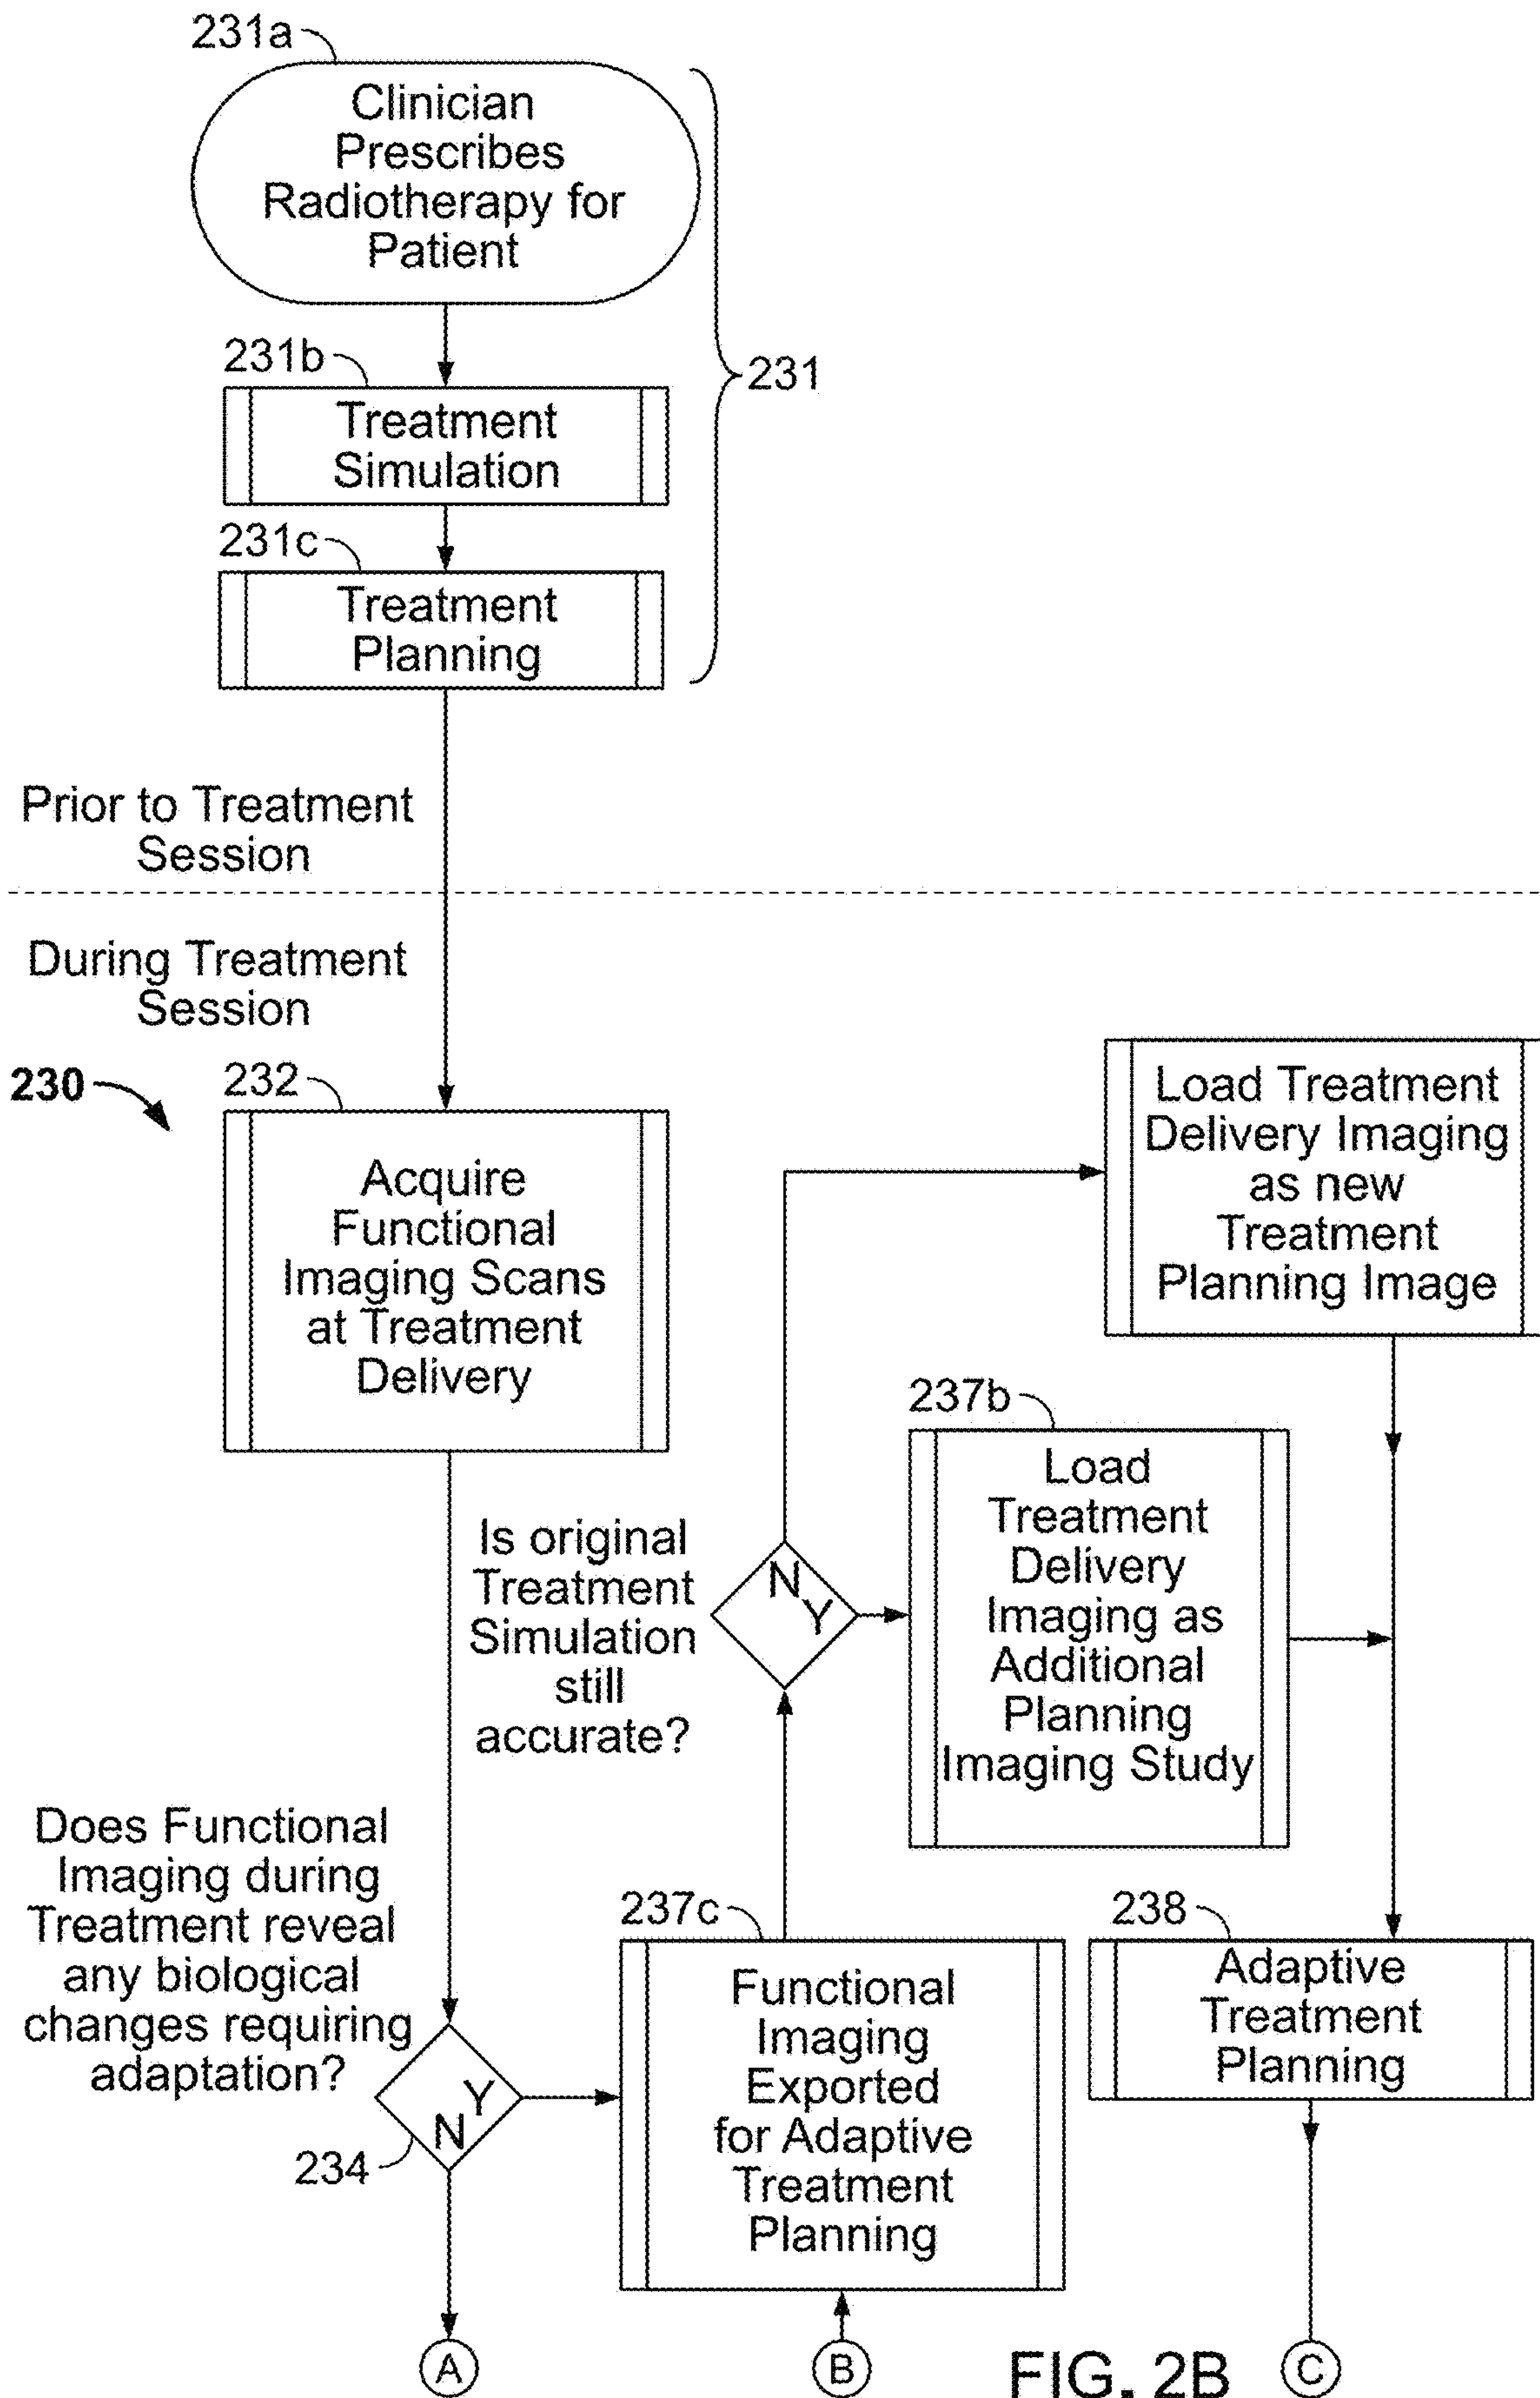 231a
Clinician
Prescribes
Radiotherapy for
Patient
231b
Treatment
Simulation
231
231c
Treatment
Planning
Prior to Treatment
Session
During Treatment
Session
230
232
Acquire
Functional
Imaging Scans
at Treatment
Delivery
Load Treatment
Delivery Imaging
as new
Treatment
Planning Image
237b
Load
Treatment
Delivery
Imaging as
Additional
Planning
Imaging Study
Is original
Treatment
Simulation
still
accurate?
N
Y
Does Functional
Imaging during
Treatment reveal
any biological
changes requiring
adaptation?
Y
N
234
237c
Functional
Imaging
Exported
for Adaptive
Treatment
Planning
238
Adaptive
Treatment
Planning
A
B
FIG. 2B
C